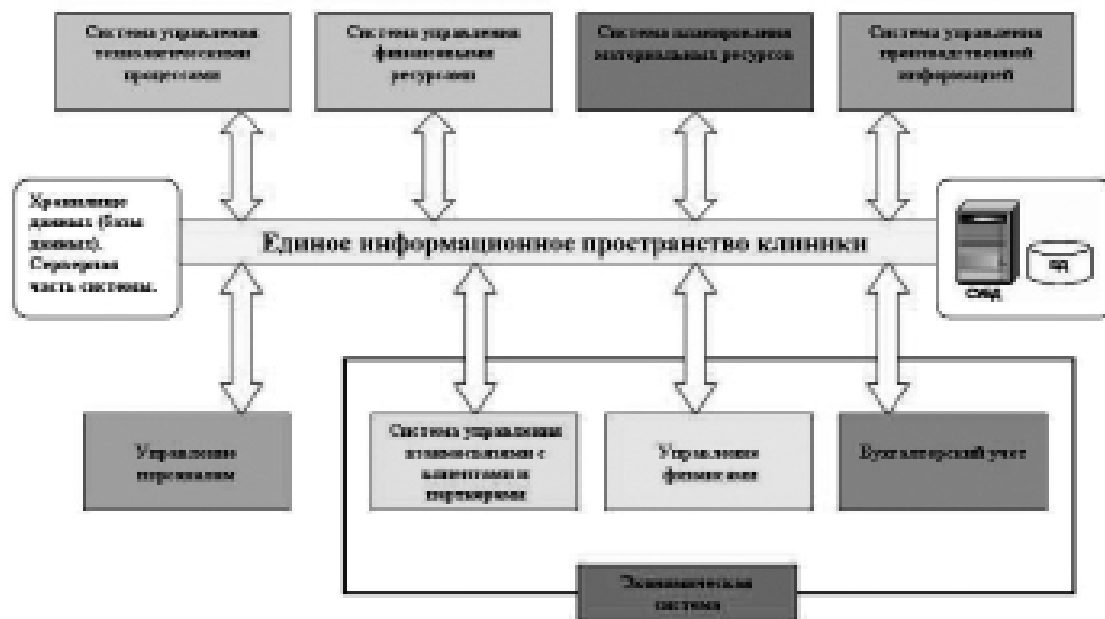 Система управления
технологическими
процессами
Система управления
финансовыми
ресурсами
Система планирования
материальных ресурсов
Система управления
производственной
информацией
Хранилище
данных (базы
данных).
Серверная
часть системы.
Единое информационное пространство клиники
БД
Управление
персоналом
Система управления
взаимосвязями с
клиентами и
партнерами
Управление
финансами
Бухгалтерский учет
Экономическая
система